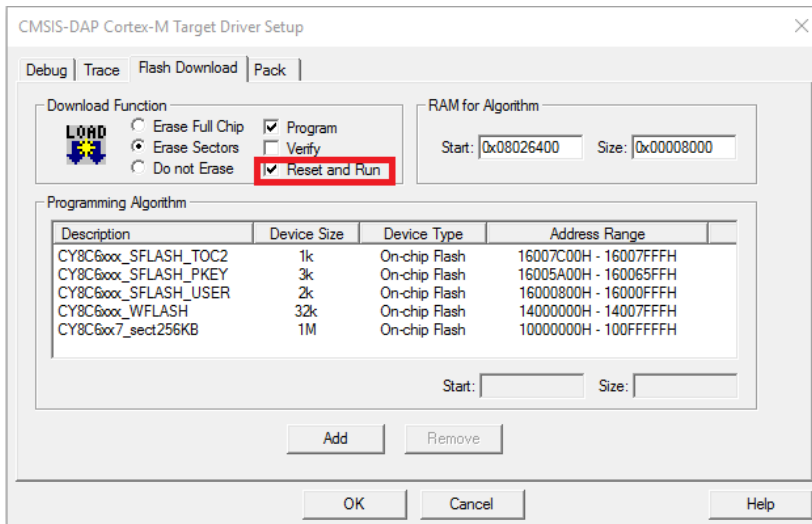 CMSIS-DAP Cortex-M Target Driver Setup
Debug Trace Flash Download Pack
Download Function
LOAD
Erase Full Chip
Erase Sectors
Do not Erase
Program
Verify
Reset and Run
RAM for Algorithm
Start: 0x08026400 Size: 0x00008000
Programming Algorithm
Description Device Size Device Type Address Range
CY8C6xxx_SFLASH_TOC2 1k On-chip Flash 16007C00H - 16007FFFH
CY8C6xxx_SFLASH_PKEY 3k On-chip Flash 16005A00H - 160065FFH
CY8C6xxx_SFLASH_USER 2k On-chip Flash 16000800H - 16000FFFH
CY8C6xxx_WFLASH 32k On-chip Flash 14000000H - 14007FFFH
CY8C6xx7_sect256KB 1M On-chip Flash 10000000H - 100FFFFFH
Start: Size:
Add Remove
OK Cancel Help